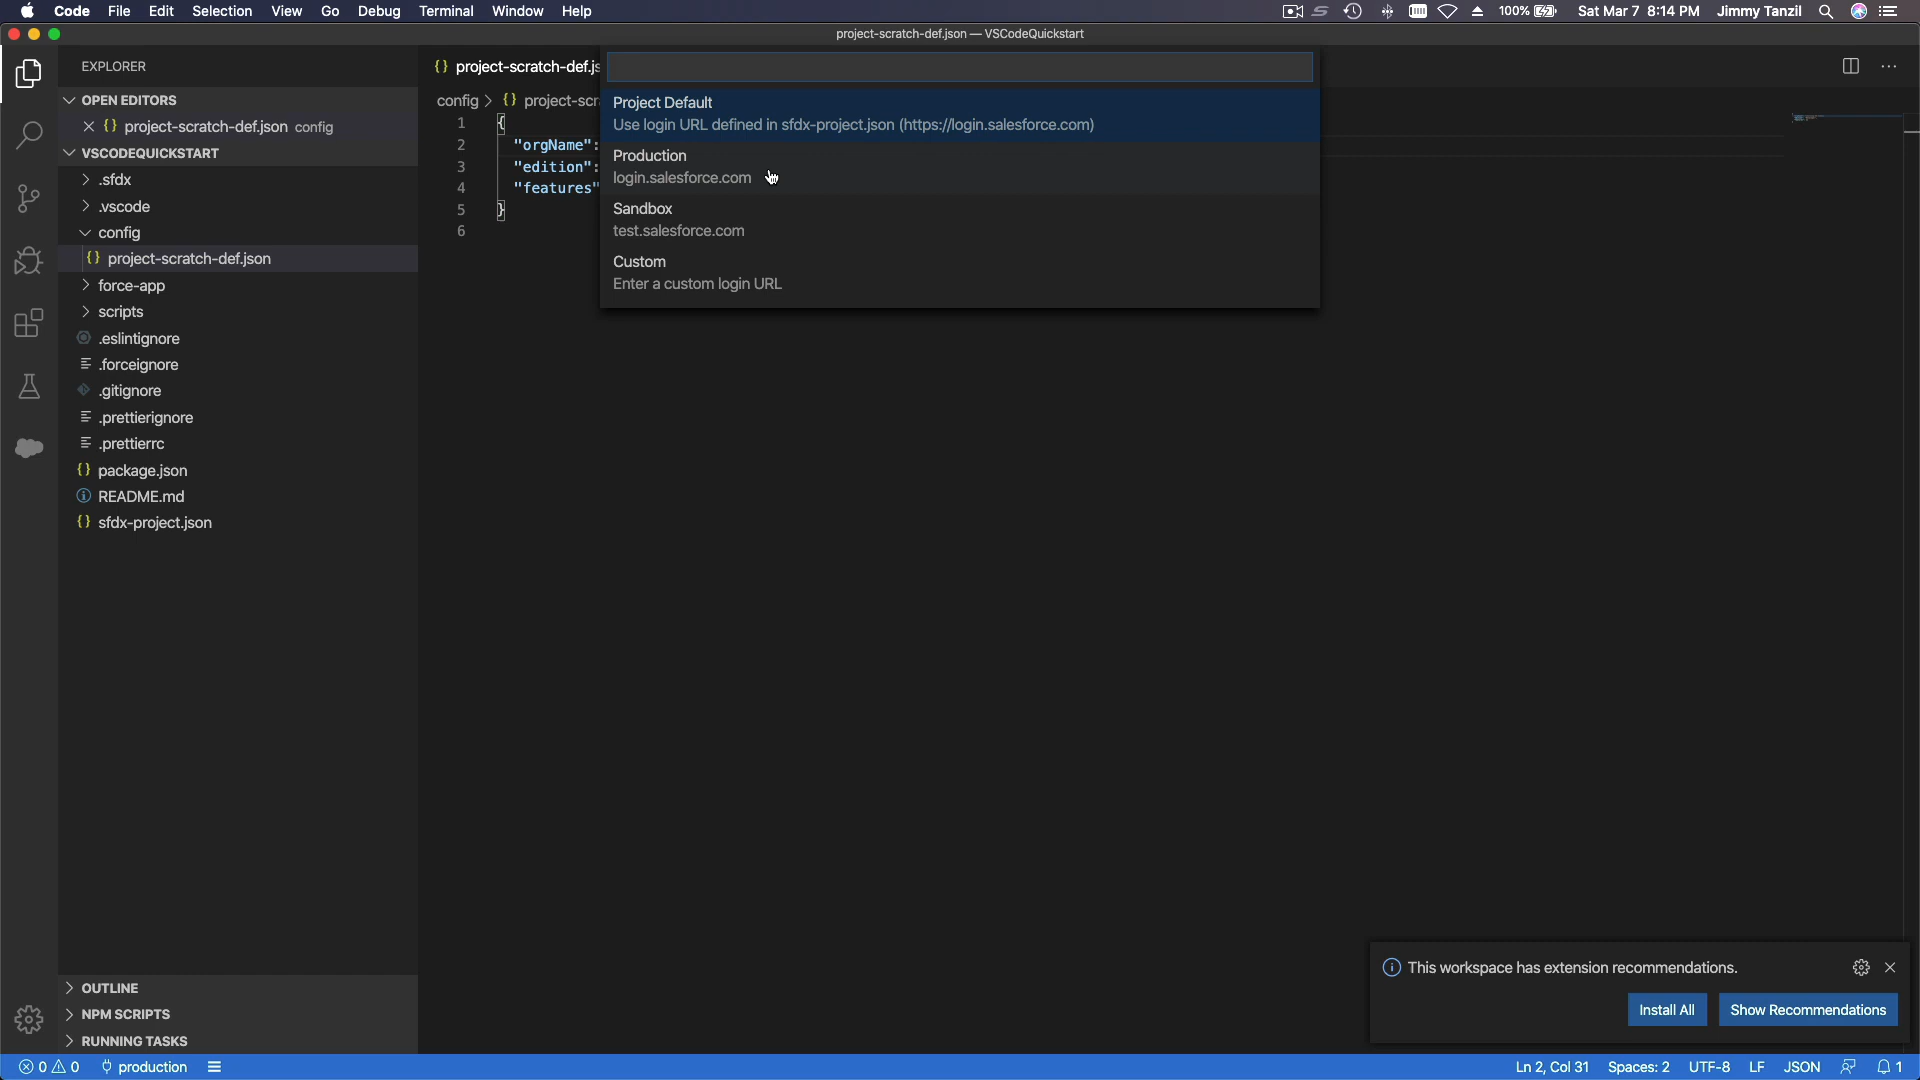 Code File Edit Selection View Go Debug Terminal Window Help 100% Sat Mar 7 8:14 PM Jimmy Tanzil
project-scratch-def.json — VSCodeQuickstart
EXPLORER
OPEN EDITORS
project-scratch-def.json config
VSCODEQUICKSTART
.sfdx
.vscode
config
project-scratch-def.json
force-app
scripts
.eslintignore
.forceignore
.gitignore
.prettierignore
.prettierrc
package.json
README.md
sfdx-project.json
OUTLINE
NPM SCRIPTS
RUNNING TASKS
{} project-scratch-def.js
config > {} project-scr
1 {
2 "orgName":
3 "edition":
4 "features"
5 }
6
Project Default
Use login URL defined in sfdx-project.json (https://login.salesforce.com)
Production
login.salesforce.com
Sandbox
test.salesforce.com
Custom
Enter a custom login URL
This workspace has extension recommendations.
Install All Show Recommendations
0 0 production Ln 2, Col 31 Spaces: 2 UTF-8 LF JSON 1